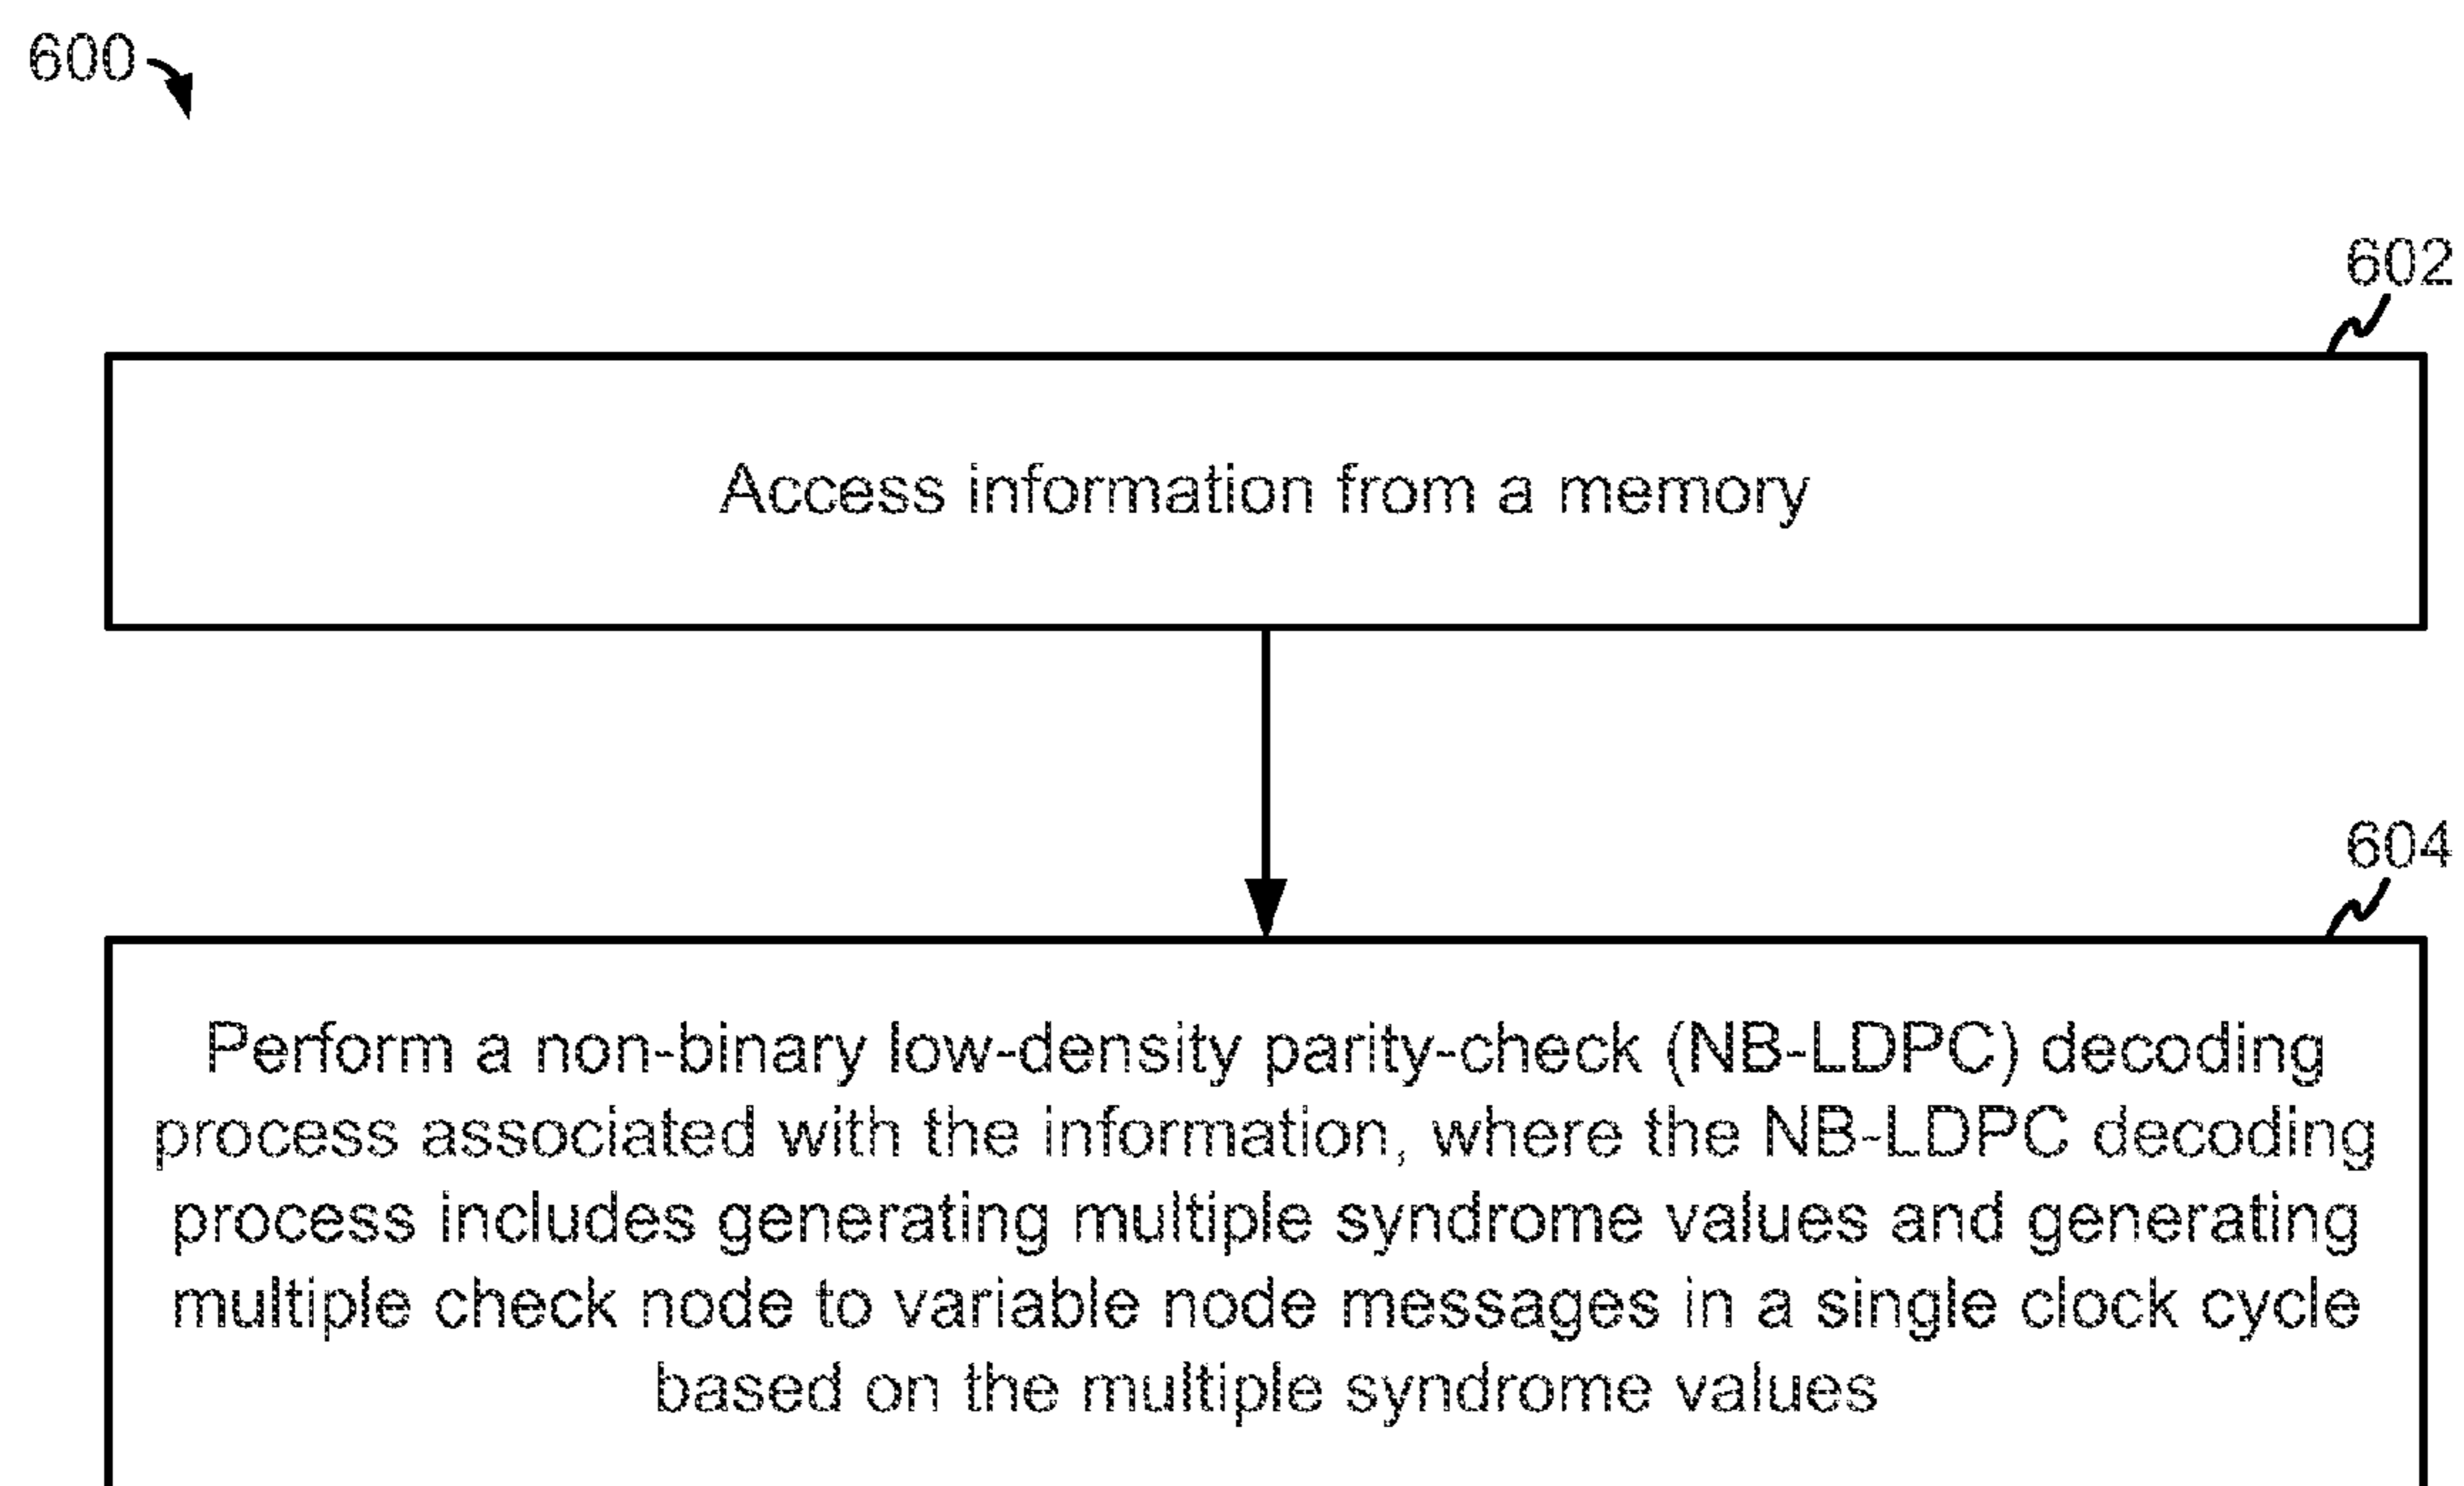 600
602
Access information from a memory
604
Perform a non-binary low-density parity-check (NB-LDPC) decoding
process associated with the information, where the NB-LDPC decoding
process includes generating multiple syndrome values and generating
multiple check node to variable node messages in a single clock cycle
based on the multiple syndrome values